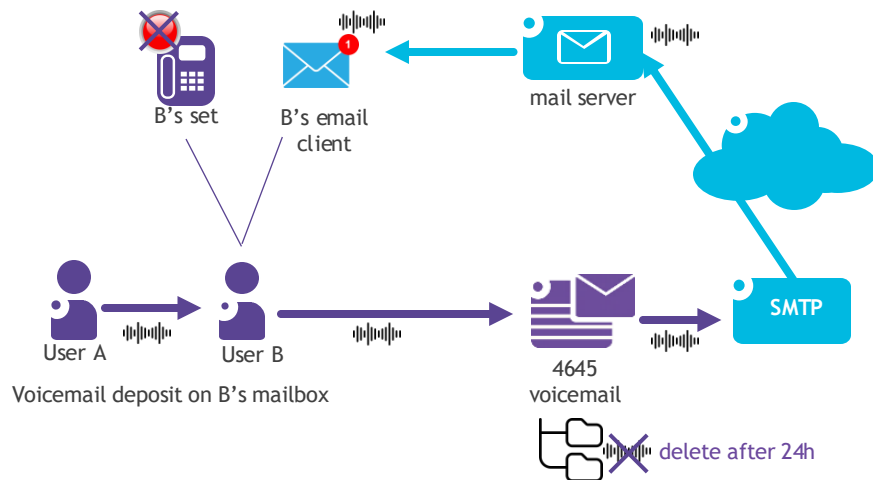 1
B's set
B's email
client
mail server
SMTP
User A
User B
4645
voicemail
Voicemail deposit on B's mailbox
delete after 24h